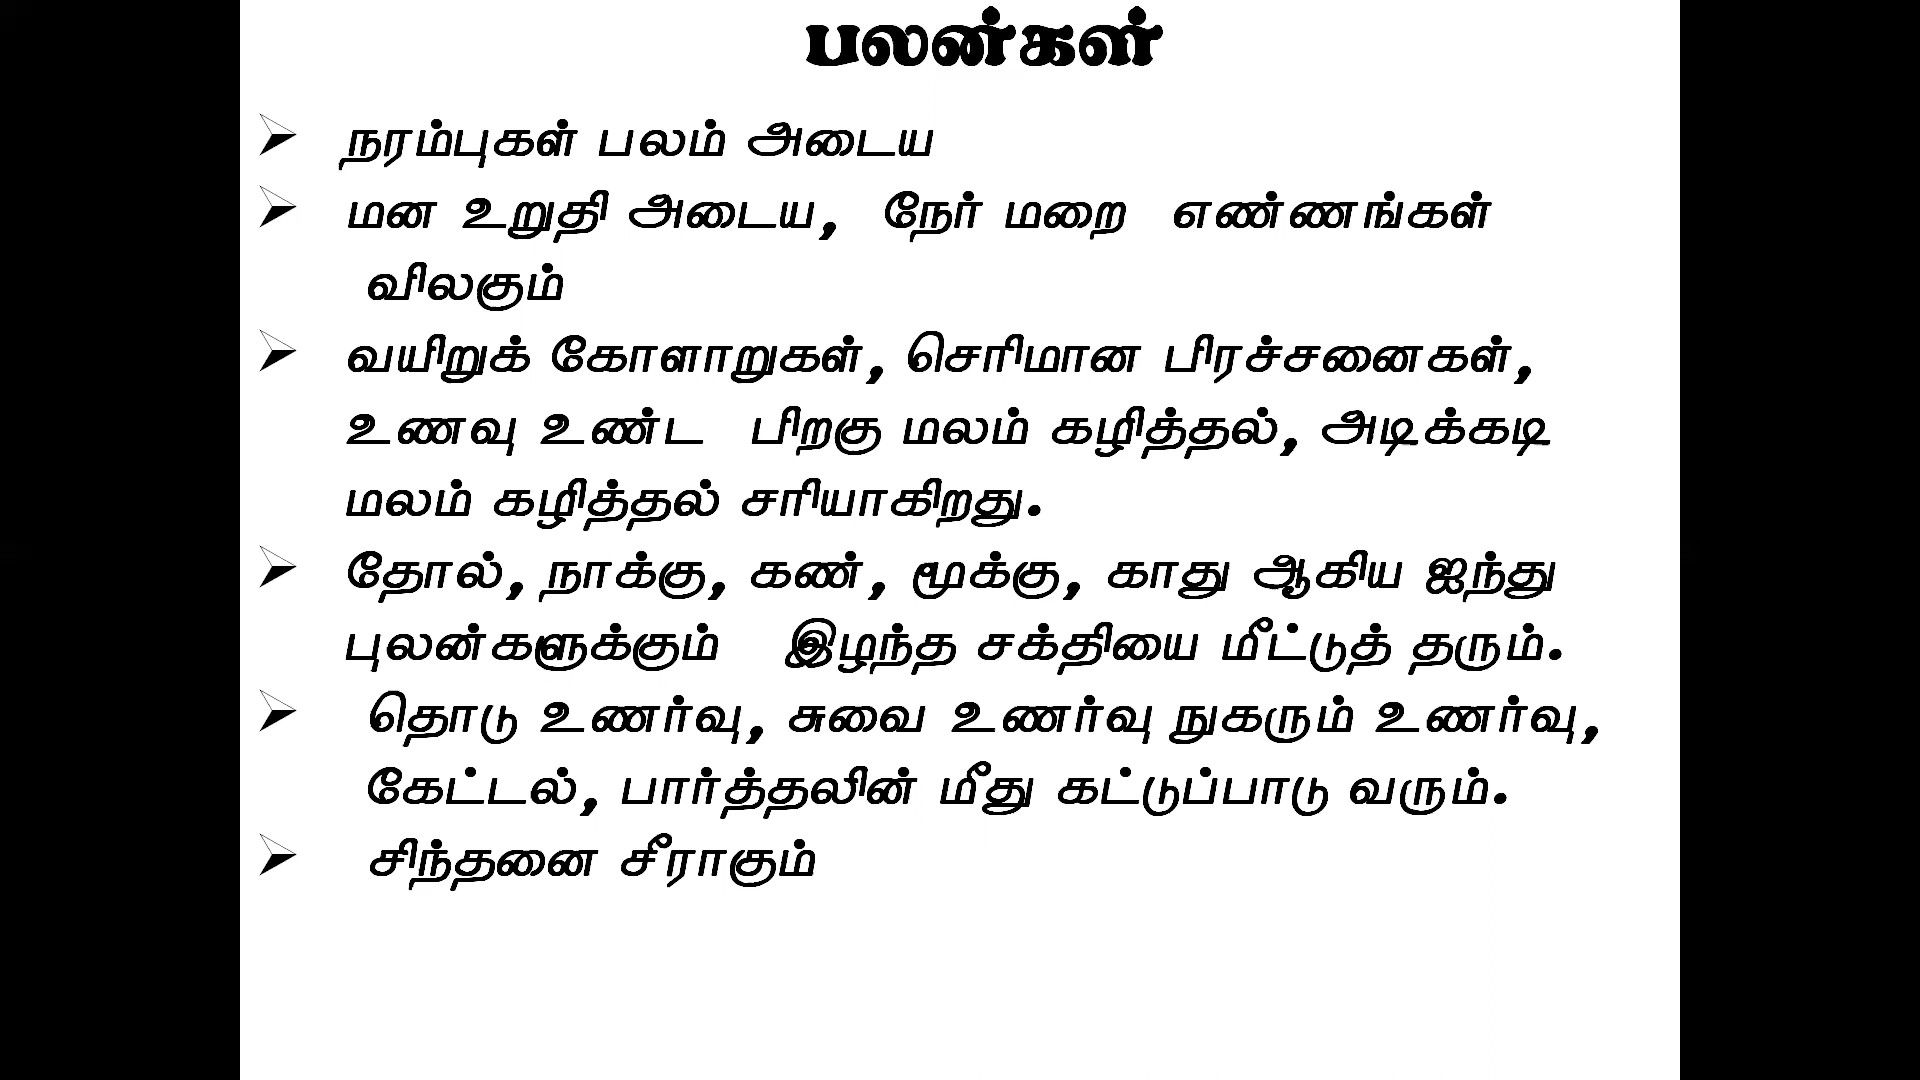 பலன்கள்
நரம்புகள் பலம் அடைய
மன உறுதி அடைய, நேர் மறை எண்ணங்கள்
விலகும்
வயிறுக் கோளாறுகள், செரிமான பிரச்சனைகள்,
உணவு உண்ட பிறகு மலம் கழித்தல், அடிக்கடி
மலம் கழித்தல் சரியாகிறது.
தோல், நாக்கு, கண், மூக்கு, காது ஆகிய ஐந்து
புலன்களுக்கும் இழந்த சக்தியை மீட்டுத் தரும்.
தொடு உணர்வு, சுவை உணர்வு நுகரும் உணர்வு,
கேட்டல், பார்த்தலின் மீது கட்டுப்பாடு வரும்.
சிந்தனை சீராகும்